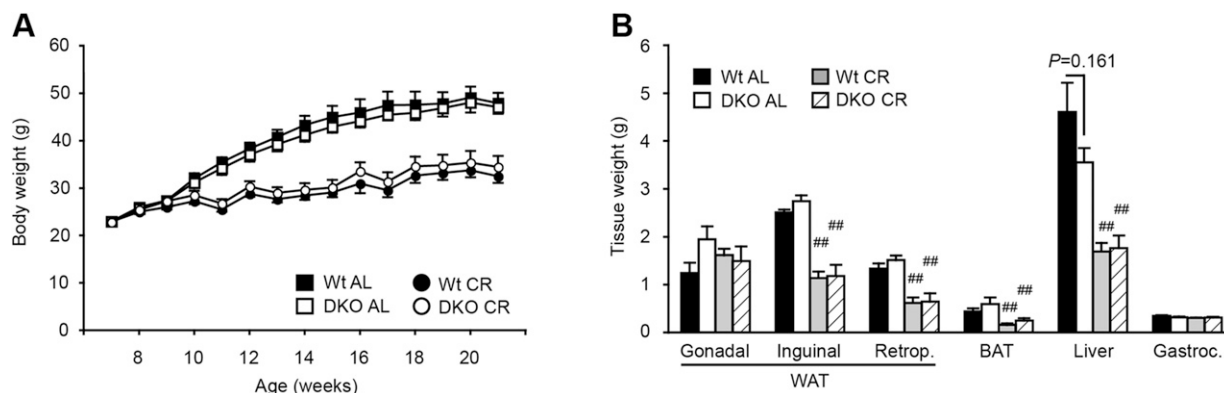 A
Body weight (g)
60
50
40
30
20
10
0
8 10 12 14 16 18 20
Age (weeks)
Wt AL Wt CR
DKO AL DKO CR
B
Tissue weight (g)
6
5
4
3
2
1
0
Wt AL Wt CR
DKO AL DKO CR
P=0.161
## ##
## ##
## ##
## ##
Gonadal Inguinal Retrop. BAT Liver Gastroc.
WAT